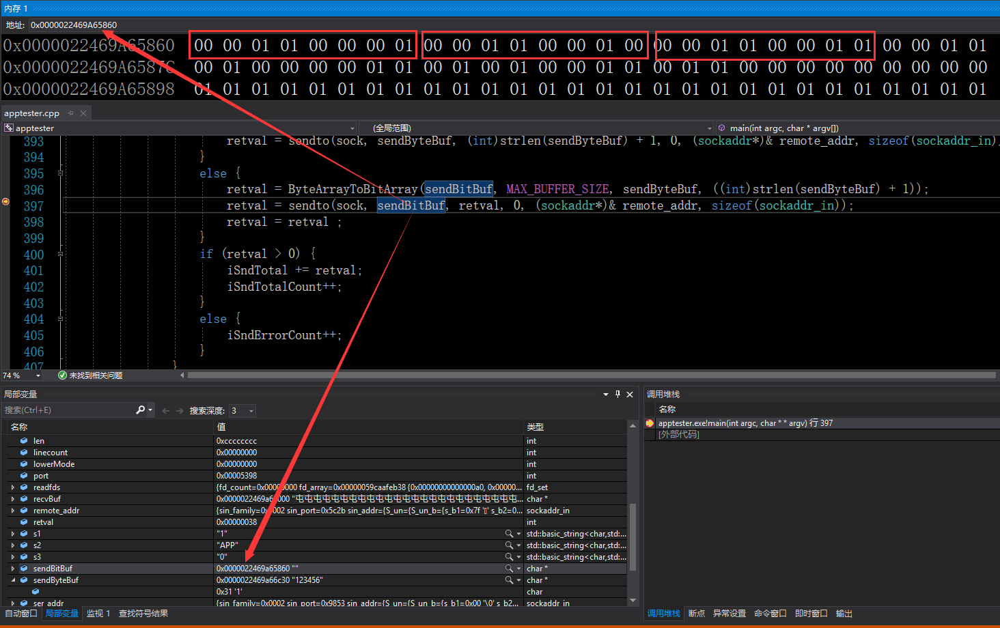 内存 1
地址: 0x0000022469A65860
0x0000022469A65860 00 00 01 01 00 00 00 01 00 00 01 01 00 00 01 00 00 00 01 01 00 00 01 01 00 00 01 01
0x0000022469A6587C 00 01 00 00 00 00 01 01 00 01 00 01 00 00 01 01 00 01 01 00 00 00 00 00 00 00 00 00
0x0000022469A65898 01 01 01 01 01 01 01 01 01 01 01 01 01 01 01 01 01 01 01 01 01 01 01 01 01 01 01 01
apptester.cpp
apptester (全局范围) main(int argc, char * argv[])
393 retval = sendto(sock, sendByteBuf, (int)strlen(sendByteBuf) + 1, 0, (sockaddr*)& remote_addr, sizeof(sockaddr_in));
394 }
395 else {
396 retval = ByteArrayToBitArray(sendBitBuf, MAX_BUFFER_SIZE, sendByteBuf, ((int)strlen(sendByteBuf) + 1));
397 retval = sendto(sock, sendBitBuf, retval, 0, (sockaddr*)& remote_addr, sizeof(sockaddr_in));
398 retval = retval ;
399 }
400 if (retval > 0) {
401 iSndTotal += retval;
402 iSndTotalCount++;
403 }
404 else {
405 iSndErrorCount++;
406 }
407 }
74 % 未找到相关问题
局部变量
搜索(Ctrl+E) 搜索深度: 3
名称 值 类型
len 0xcccccccc int
linecount 0x00000000 int
lowerMode 0x00000000 int
port 0x00005398 int
readfds {fd_count=0x00000000 fd_array=0x00000059caafeb38 {0x00000000000000a0, 0x00000... fd_set
recvBuf "屯屯屯屯屯屯屯屯屯屯屯屯屯屯屯屯屯屯屯屯屯屯屯屯屯... char *
remote_addr sin_port=0x5c2b sin_addr={S_un={S_un_b={s_b1=0x7f '' s_b2=0... sockaddr_in
retval 0x00000038 int
s1 "1" std::basic_string<char,std:...
s2 "APP" std::basic_string<char,std:...
s3 "0" std::basic_string<char,std:...
sendBitBuf 0x0000022469a65860 "" char *
sendByteBuf 0x0000022469a66c30 "123456" char *
0x31 '1' char
ser_addr {sin_family=0x0002 sin_port=0x9853 sin_addr={S_un={S_un_b={s_b1=0x00 '\0' s_b2... sockaddr_in
自动窗口 局部变量 监视 1 查找符号结果
调用堆栈
名称
apptester.exe!main(int argc, char * * argv) 行 397
[外部代码]
调用堆栈 断点 异常设置 命令窗口 即时窗口 输出